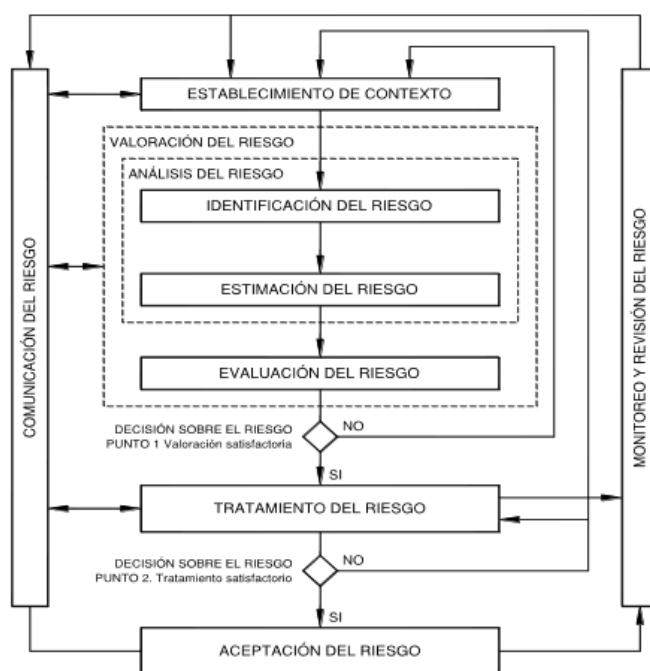 ESTABLECIMIENTO DE CONTEXTO
VALORACIÓN DEL RIESGO
ANÁLISIS DEL RIESGO
IDENTIFICACIÓN DEL RIESGO
ESTIMACIÓN DEL RIESGO
EVALUACIÓN DEL RIESGO
COMUNICACIÓN DEL RIESGO
MONITOREO Y REVISIÓN DEL RIESGO
DECISIÓN SOBRE EL RIESGO
PUNTO 1 Valoración satisfactoria
NO
SI
TRATAMIENTO DEL RIESGO
DECISIÓN SOBRE EL RIESGO
PUNTO 2. Tratamiento satisfactorio
NO
SI
ACEPTACIÓN DEL RIESGO